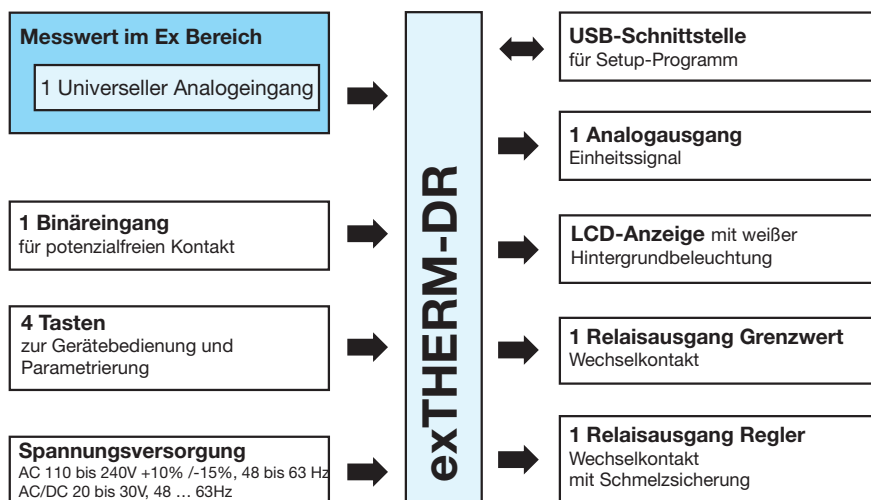 Messwert im Ex Bereich
1 Universeller Analogeingang
1 Binäreingang
für potenzialfreien Kontakt
4 Tasten
zur Gerätebedienung und
Parametrierung
Spannungsversorgung
AC 110 bis 240V +10% /-15%, 48 bis 63 Hz
AC/DC 20 bis 30V, 48 ... 63Hz
exTHERM-DR
USB-Schnittstelle
für Setup-Programm
1 Analogausgang
Einheitssignal
LCD-Anzeige mit weißer
Hintergrundbeleuchtung
1 Relaisausgang Grenzwert
Wechselkontakt
1 Relaisausgang Regler
Wechselkontakt
mit Schmelzsicherung